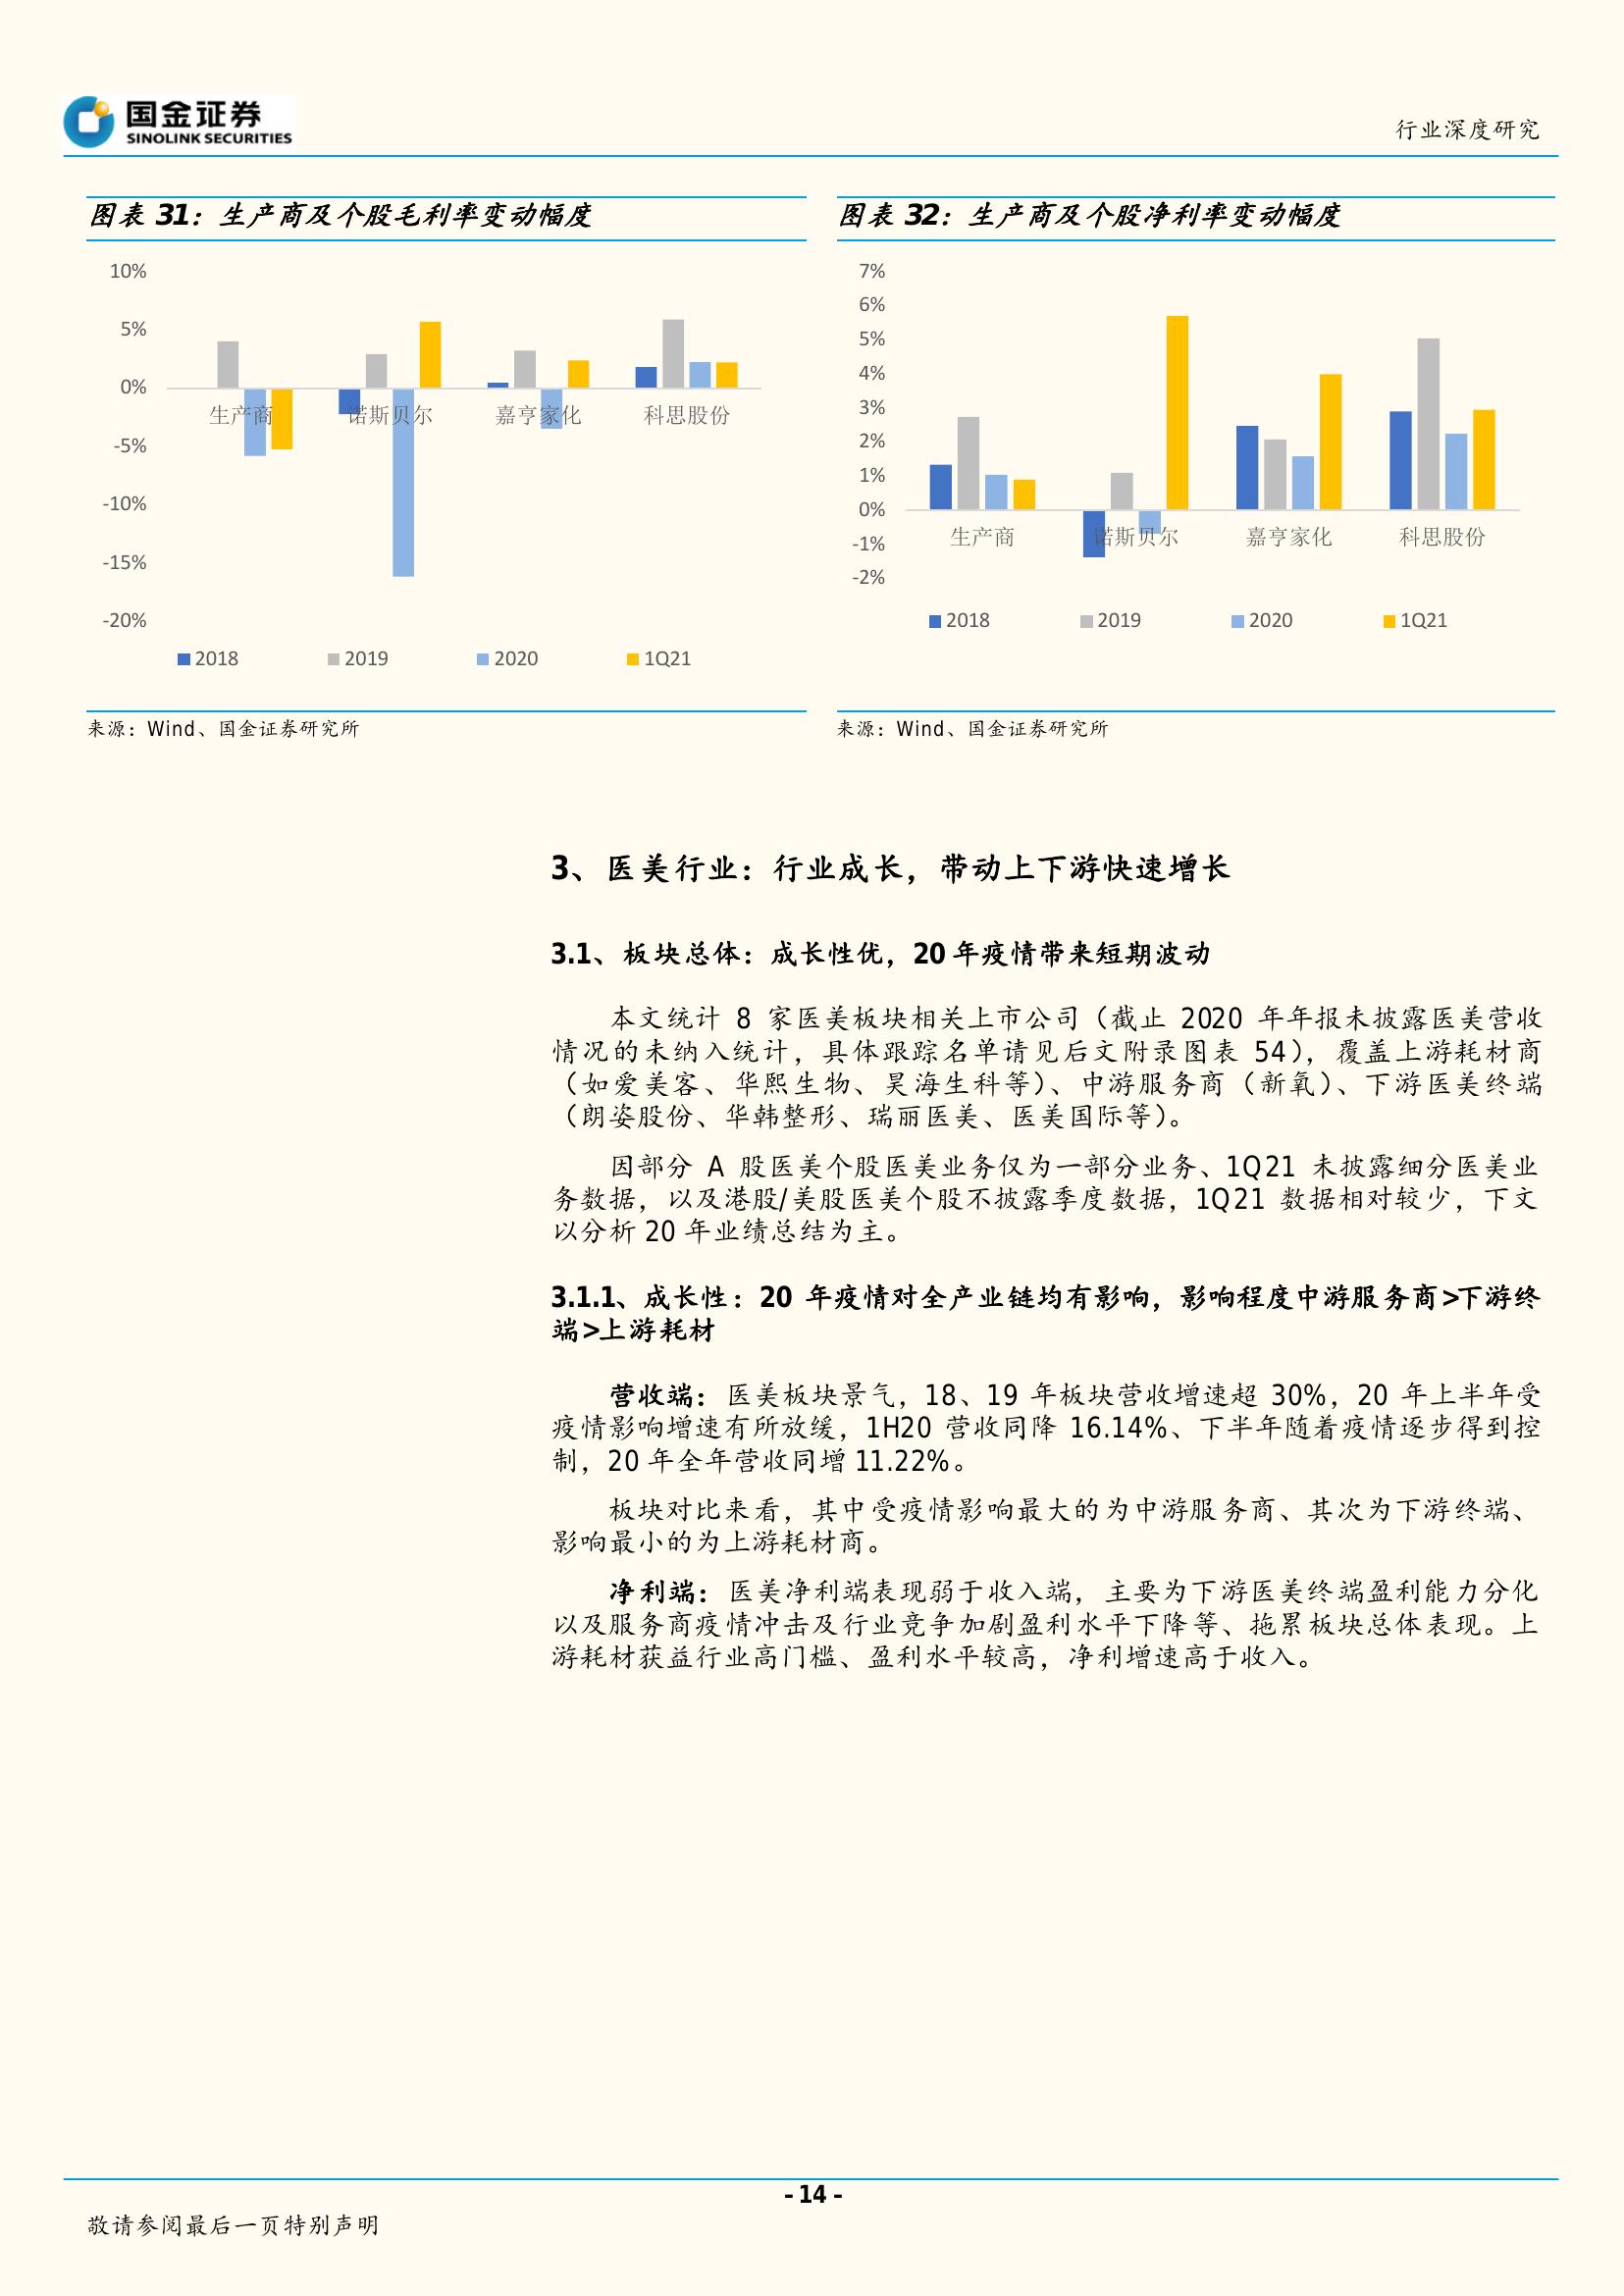 国金证券
SINOLINK SECURITIES
行业深度研究
图表 31：生产商及个股毛利率变动幅度
10%
5%
0%
-5%
-10%
-15%
-20%
生产商
诺斯贝尔
嘉亨家化
科思股份
2018
2019
2020
1Q21
来源：Wind、国金证券研究所
图表 32：生产商及个股净利率变动幅度
7%
6%
5%
4%
3%
2%
1%
0%
-1%
-2%
生产商
诺斯贝尔
嘉亨家化
科思股份
2018
2019
2020
1Q21
来源：Wind、国金证券研究所
3、医美行业：行业成长，带动上下游快速增长
3.1、板块总体：成长性优，20 年疫情带来短期波动
本文统计 8 家医美板块相关上市公司（截止 2020 年年报未披露医美营收
情况的未纳入统计，具体跟踪名单请见后文附录图表 54），覆盖上游耗材商
（如爱美客、华熙生物、昊海生科等）、中游服务商（新氧）、下游医美终端
（朗姿股份、华韩整形、瑞丽医美、医美国际等）。
因部分 A 股医美个股医美业务仅为一部分业务、1Q21 未披露细分医美业
务数据，以及港股/美股医美个股不披露季度数据，1Q21 数据相对较少，下文
以分析 20 年业绩总结为主。
3.1.1、成长性：20 年疫情对全产业链均有影响，影响程度中游服务商>下游终
端>上游耗材
营收端：医美板块景气，18、19 年板块营收增速超 30%，20 年上半年受
疫情影响增速有所放缓，1H20 营收同降 16.14%、下半年随着疫情逐步得到控
制，20 年全年营收同增 11.22%。
板块对比来看，其中受疫情影响最大的为中游服务商、其次为下游终端、
影响最小的为上游耗材商。
净利端：医美净利端表现弱于收入端，主要为下游医美终端盈利能力分化
以及服务商疫情冲击及行业竞争加剧盈利水平下降等、拖累板块总体表现。上
游耗材获益行业高门槛、盈利水平较高，净利增速高于收入。
- 14 -
敬请参阅最后一页特别声明